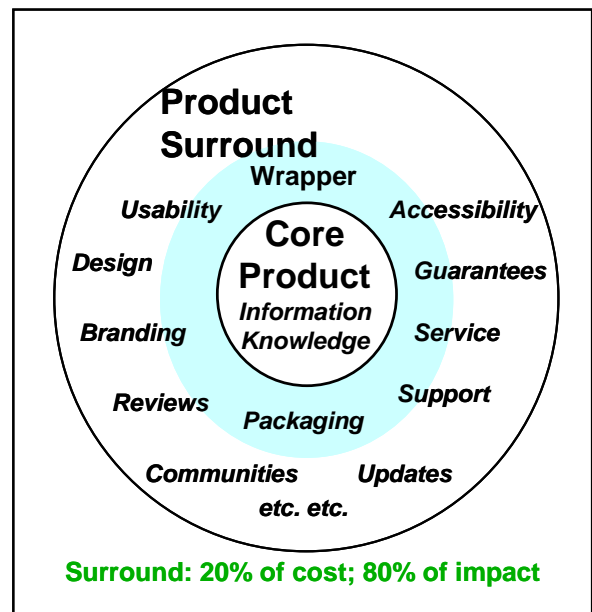 Product
Surround
Wrapper
Usability
Accessibility
Core
Product
Design
Guarantees
Information
Knowledge
Branding
Service
Reviews
Support
Packaging
Communities
Updates
etc. etc.
Surround: 20% of cost; 80% of impact